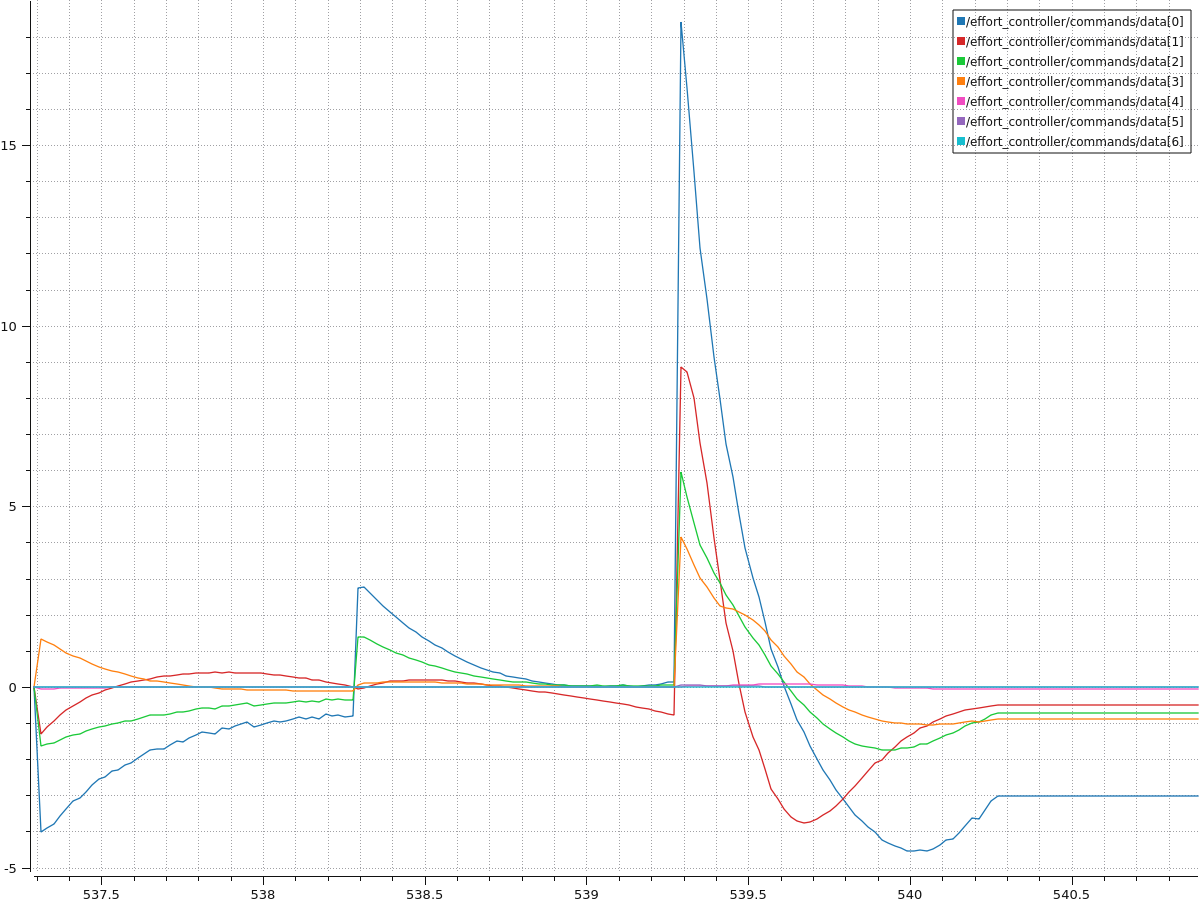 /effort_controller/commands/data[0]
/effort_controller/commands/data[1]
/effort_controller/commands/data[2]
/effort_controller/commands/data[3]
/effort_controller/commands/data[4]
/effort_controller/commands/data[5]
/effort_controller/commands/data[6]
15
10
5
0
-5
537.5 538 538.5 539 539.5 540 540.5